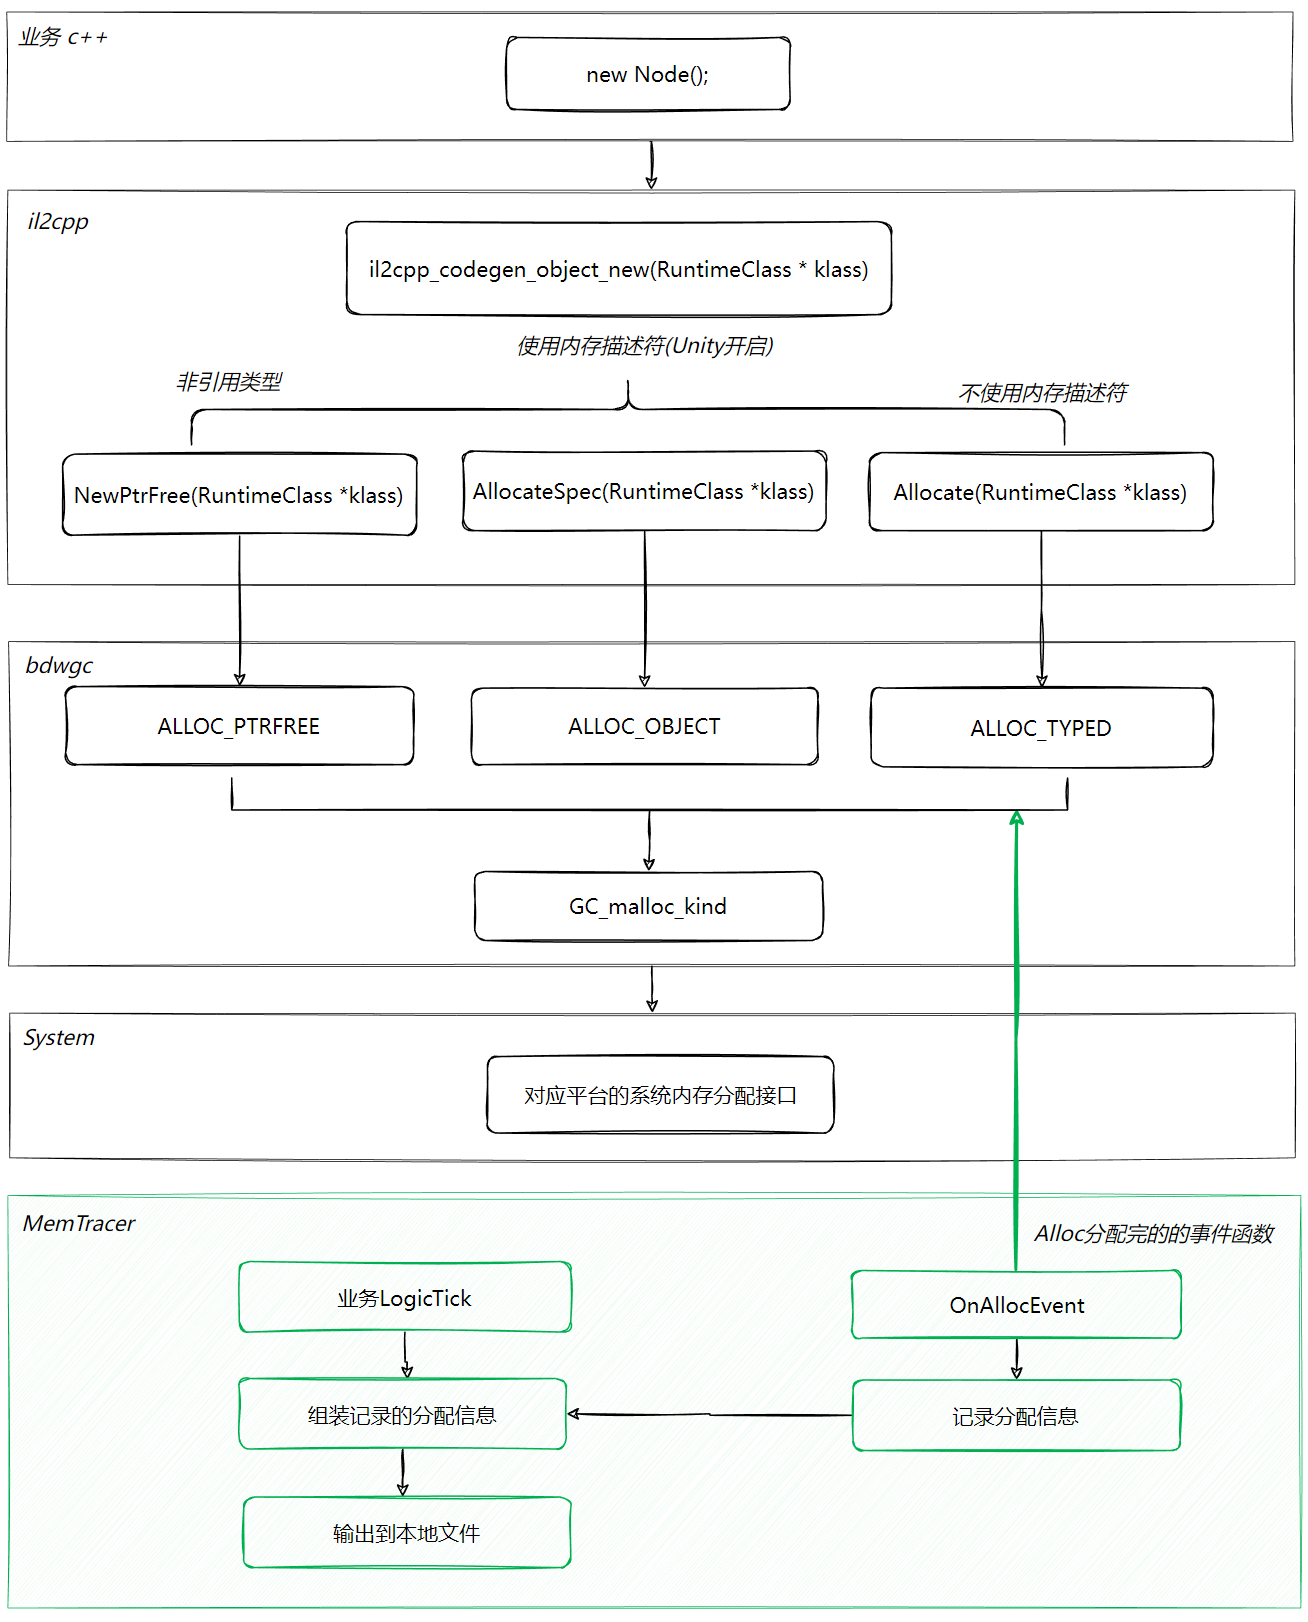 业务 c++
new Node();
il2cpp
il2cpp_codegen_object_new(RuntimeClass * klass)
使用内存描述符(Unity开启)
非引用类型
不使用内存描述符
NewPtrFree(RuntimeClass *klass)
AllocateSpec(RuntimeClass *klass)
Allocate(RuntimeClass *klass)
bdwgc
ALLOC_PTRFREE
ALLOC_OBJECT
ALLOC_TYPED
GC_malloc_kind
System
对应平台的系统内存分配接口
MemTracer
Alloc分配完的的事件函数
业务LogicTick
OnAllocEvent
组装记录的分配信息
记录分配信息
输出到本地文件